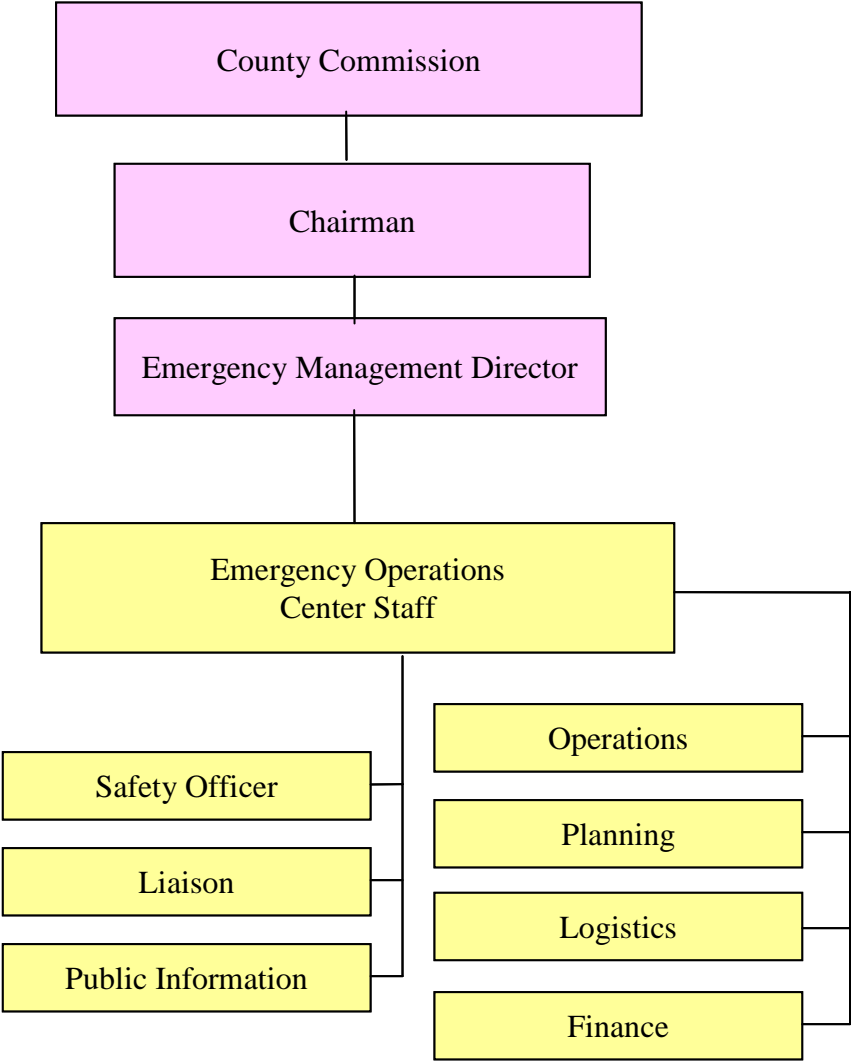 County Commission
Chairman
Emergency Management Director
Emergency Operations
Center Staff
Safety Officer
Liaison
Public Information
Operations
Planning
Logistics
Finance